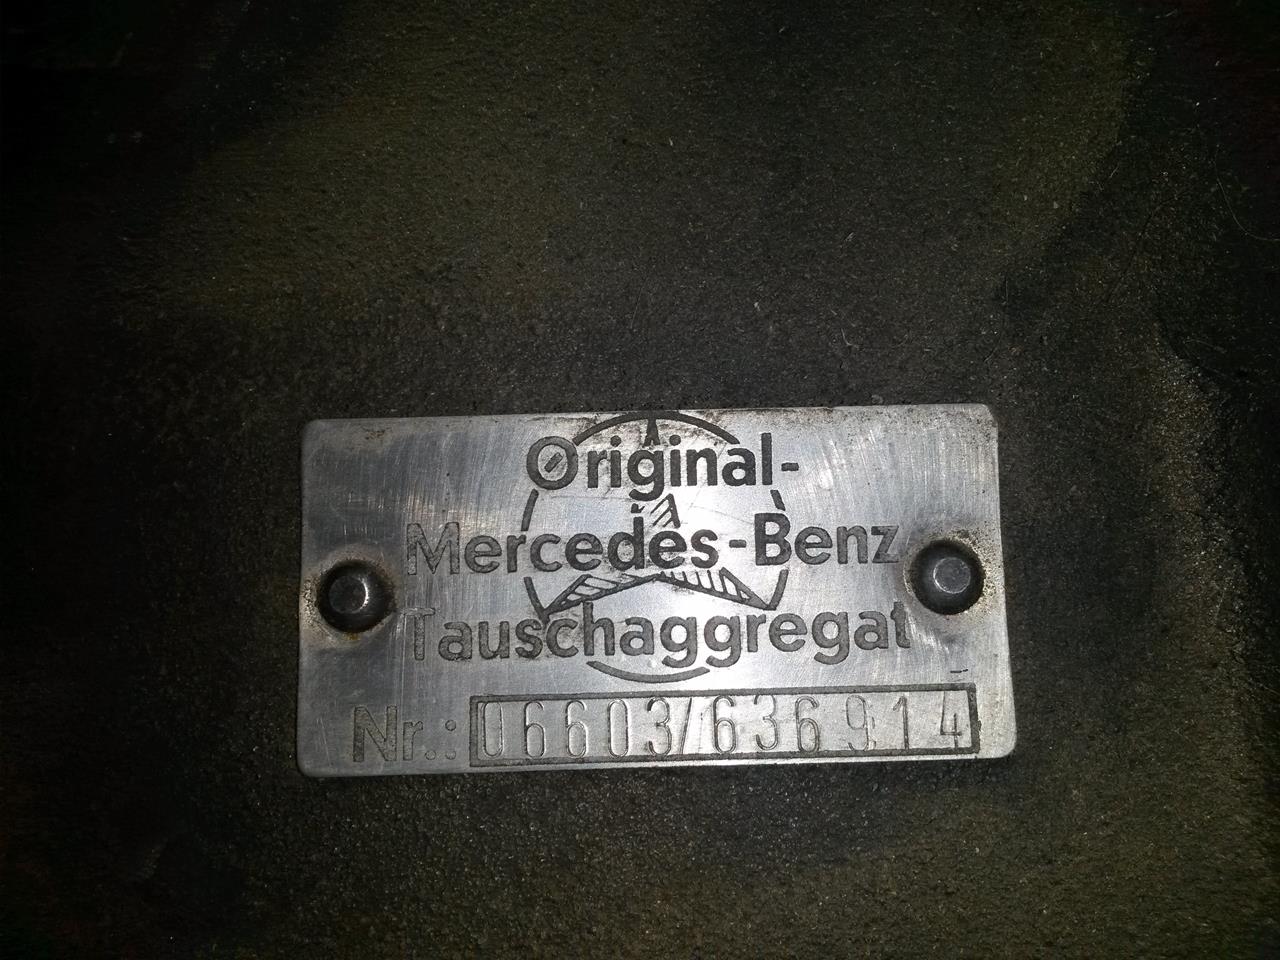 Original-
Mercedes-Benz
Tauschaggregat
Nr.: 06603/636914